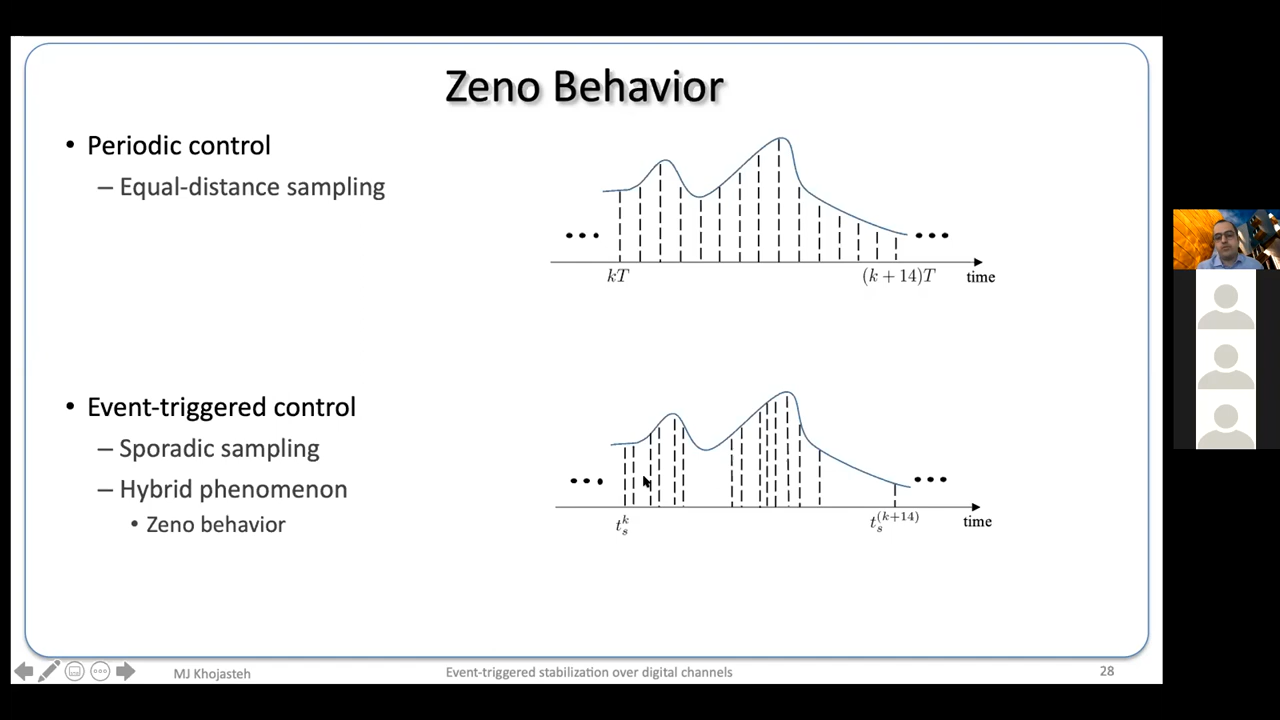 Zeno Behavior
• Periodic control
– Equal-distance sampling
• • •
• • •
kT
(k + 14)T
time
• Event-triggered control
– Sporadic sampling
– Hybrid phenomenon
• Zeno behavior
• • •
• • •
t_s^k
t_s^{(k+14)}
time
MJ Khojasteh
Event-triggered stabilization over digital channels
28